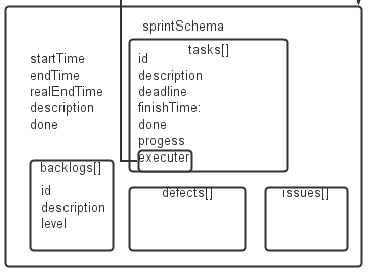 sprintSchema
startTime
endTime
realEndTime
description
done
tasks[]
id
description
deadline
finishTime:
done
progess
executer
backlogs[]
id
description
level
defects[]
issues[]